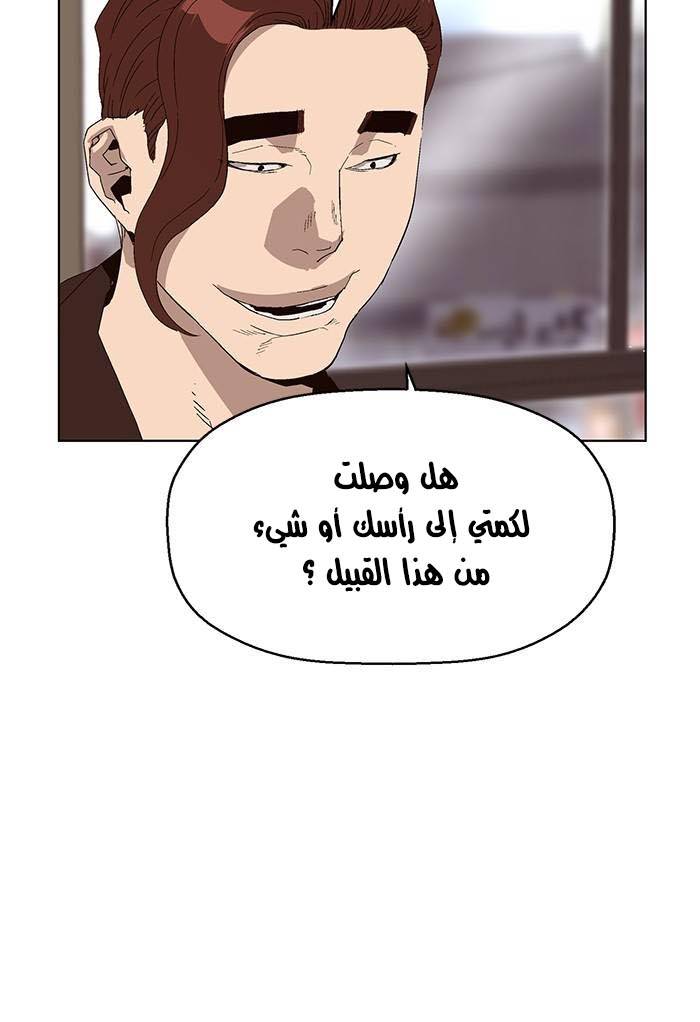 هل وصلت
لكمتي إلى رأسك أو شيء
من هذا القبيل ؟